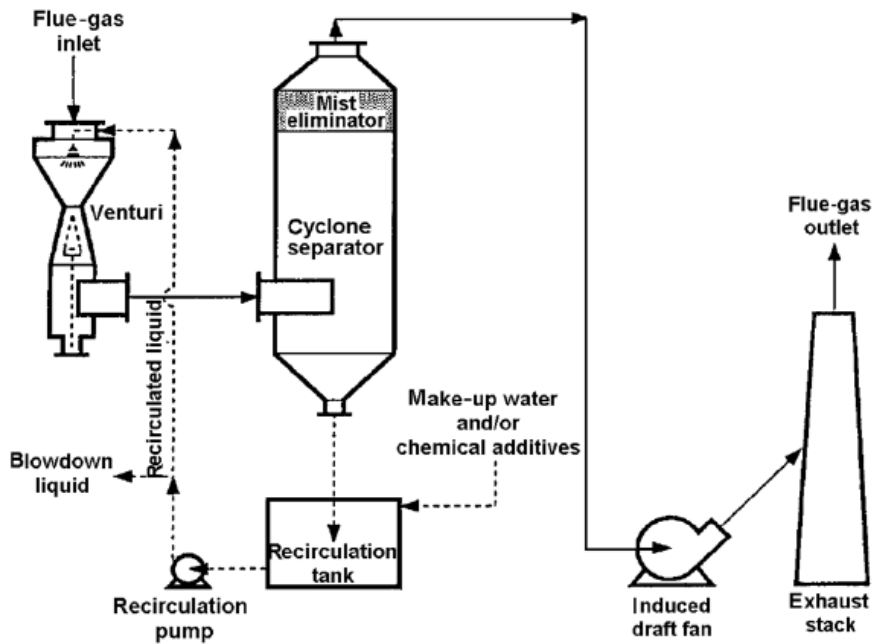 Flue-gas
inlet
Mist
eliminator
Venturi
Cyclone
separator
Flue-gas
outlet
Recirculated liquid
Make-up water
and/or
chemical additives
Blowdown
liquid
Recirculation
tank
Recirculation
pump
Induced
draft fan
Exhaust
stack